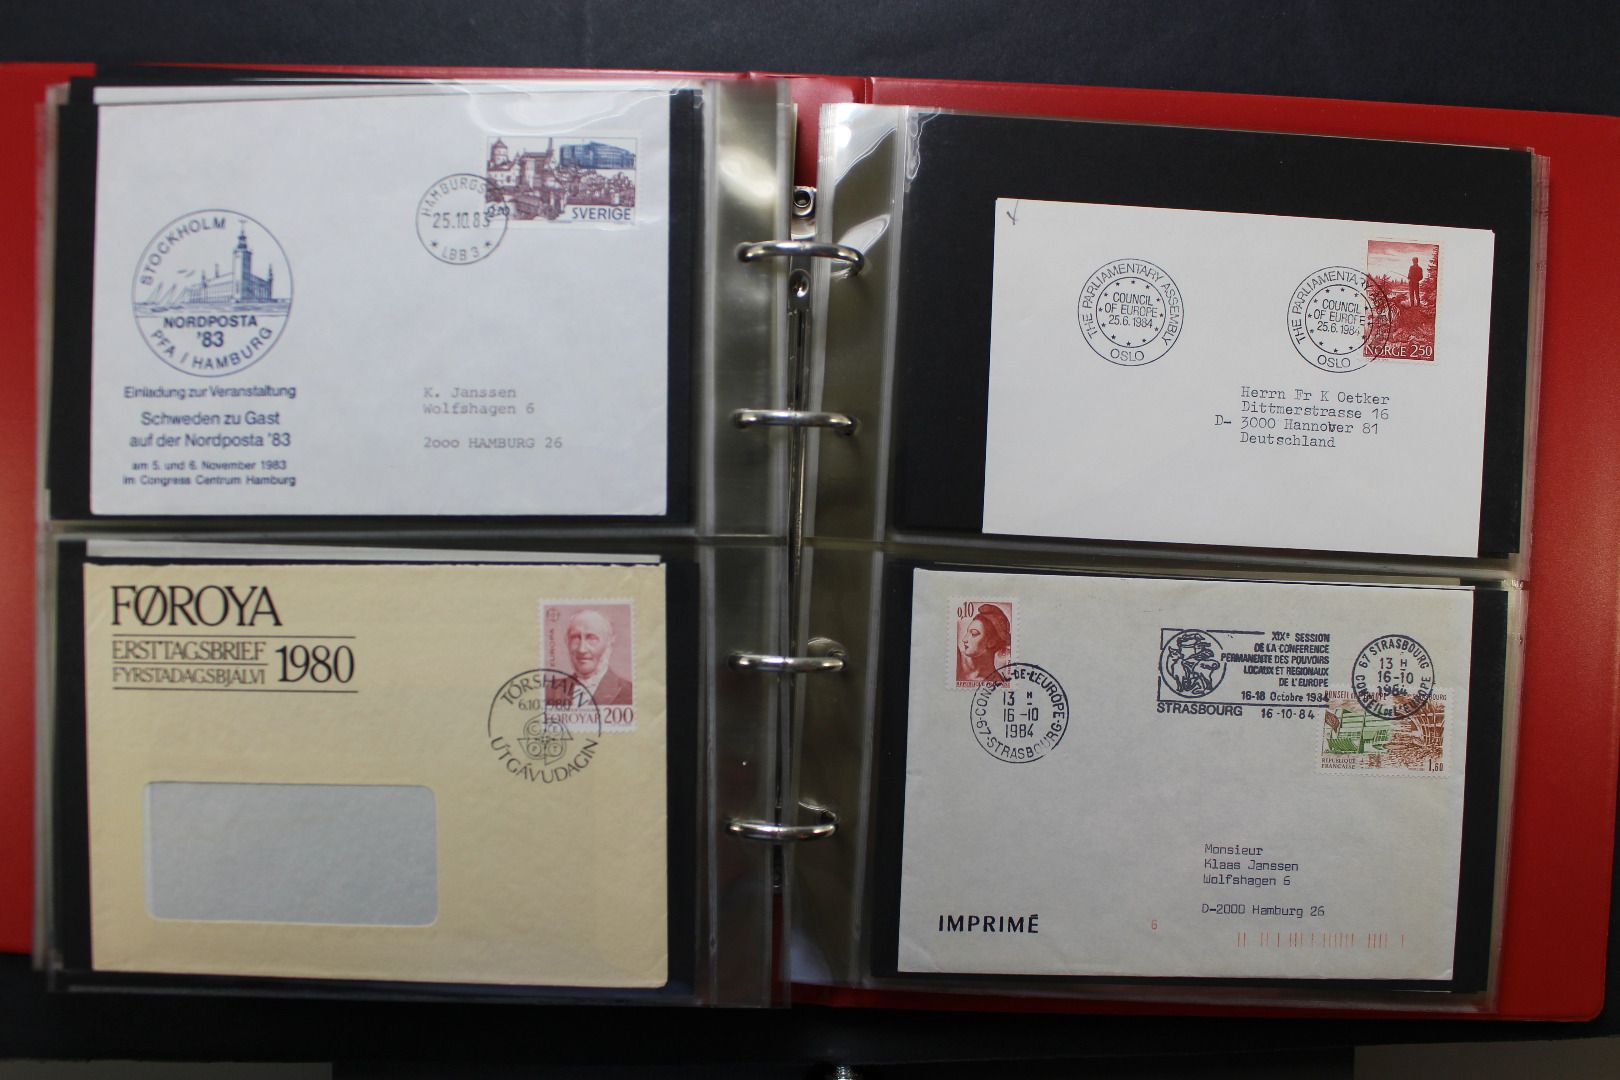 STOCKHOLM
NORDPOSTA
'83
PFA / HAMBURG
Einladung zur Veranstaltung
Schweden zu Gast
auf der Nordposta '83
am 5. und 6. November 1983
im Congress Centrum Hamburg
25.10.83
* LBB 3 *
SVERIGE
K. Janssen
Wolfshagen 6
2000 HAMBURG 26
THE PARLIAMENTARY ASSEMBLY
COUNCIL
OF EUROPE
25.6.1984
OSLO
THE PARLIAMENTARY
COUNCIL
OF EUROPE
25.6.1984
OSLO
NORGE 250
Herrn Fr K Oetker
Dittmerstrasse 16
D- 3000 Hannover 81
Deutschland
FØROYA
ERSTTAGSBRIEF
FYRSTADAGSBJALVI
1980
EUROPA
TÓRSHAVN
6.10.1980
FØROYAR 200
ÚTGÁVUDAGIN
0,10
CONSEIL-DE-L'EUROPE
13 H
16-10
1984
67-STRASBOURG
XIXe SESSION
DE LA CONFERENCE
PERMANENTE DES POUVOIRS
LOCAUX ET REGIONAUX
DE L'EUROPE
16-18 Octobre 1984
STRASBOURG 16-10-84
67 STRASBOURG
13 H
16-10
1984
CONSEIL DE L'EUROPE
REPUBLIQUE
FRANÇAISE
1,60
Monsieur
Klaas Janssen
Wolfshagen 6
D-2000 Hamburg 26
IMPRIMÉ
6